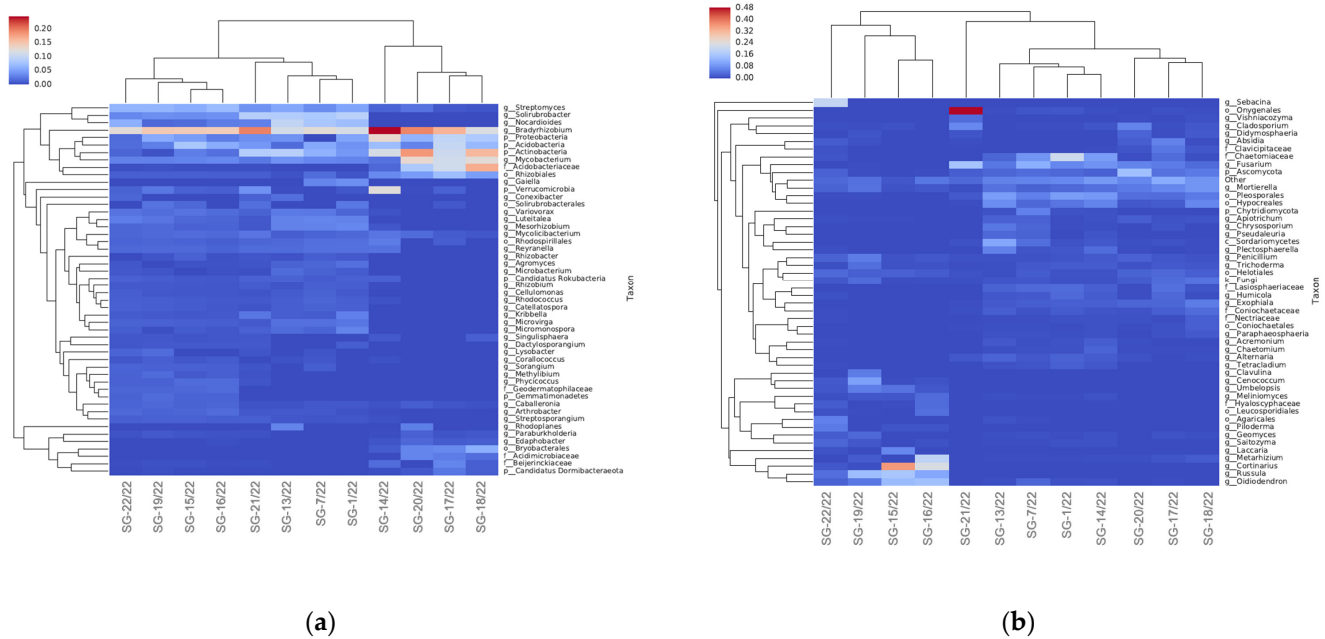 0.20
0.15
0.10
0.05
0.00
g__Streptomyces
g__Solirubrobacter
g__Nocardioides
g__Bradyrhizobium
p__Proteobacteria
p__Acidobacteria
p__Actinobacteria
g__Mycobacterium
f__Acidobacteriaceae
o__Rhizobiales
g__Gaiella
p__Verrucomicrobia
g__Conexibacter
o__Solirubrobacterales
g__Variovorax
g__Luteitalea
g__Mesorhizobium
g__Mycolicibacterium
o__Rhodospirillales
g__Reyranella
g__Rhizobacter
g__Agromyces
g__Microbacterium
g__Candidatus Rokubacteria
g__Rhizobium
g__Cellulomonas
g__Rhodococcus
g__Catellatospora
g__Kribbella
g__Microvirga
g__Micromonospora
g__Singulisphaera
g__Dactylosporangium
g__Lysobacter
g__Corallococcus
g__Sorangium
g__Methylibium
g__Phycicoccus
f__Geodermatophilaceae
p__Gemmatimonadetes
g__Caballeronia
g__Arthrobacter
g__Streptosporangium
g__Rhodoplanes
g__Paraburkholderia
g__Edaphobacter
o__Bryobacterales
f__Acidimicrobiaceae
f__Beijerinckiaceae
p__Candidatus Dormibacteraeota
Taxon
SG-22/22
SG-19/22
SG-15/22
SG-16/22
SG-21/22
SG-13/22
SG-7/22
SG-1/22
SG-14/22
SG-20/22
SG-17/22
SG-18/22
(a)
0.48
0.40
0.32
0.24
0.16
0.08
0.00
g__Sebacina
o__Onygenales
g__Vishniacozyma
g__Cladosporium
g__Didymosphaeria
g__Absidia
f__Clavicipitaceae
f__Chaetomiaceae
g__Fusarium
p__Ascomycota
Other
g__Mortierella
o__Pleosporales
o__Hypocreales
p__Chytridiomycota
g__Apiotrichum
g__Chrysosporium
g__Pseudaleuria
c__Sordariomycetes
g__Plectosphaerella
g__Penicillium
g__Trichoderma
o__Helotiales
k__Fungi
f__Lasiosphaeriaceae
g__Humicola
g__Exophiala
f__Coniochaetaceae
f__Nectriaceae
o__Coniochaetales
g__Paraphaeosphaeria
g__Acremonium
g__Chaetomium
g__Alternaria
g__Tetracladium
g__Clavulina
g__Cenococcum
g__Umbelopsis
g__Meliniomyces
f__Hyaloscyphaceae
o__Leucosporidiales
o__Agaricales
g__Piloderma
g__Geomyces
g__Saitozyma
g__Laccaria
g__Metarhizium
g__Cortinarius
g__Russula
g__Oidiodendron
Taxon
SG-22/22
SG-19/22
SG-15/22
SG-16/22
SG-21/22
SG-13/22
SG-7/22
SG-1/22
SG-14/22
SG-20/22
SG-17/22
SG-18/22
(b)